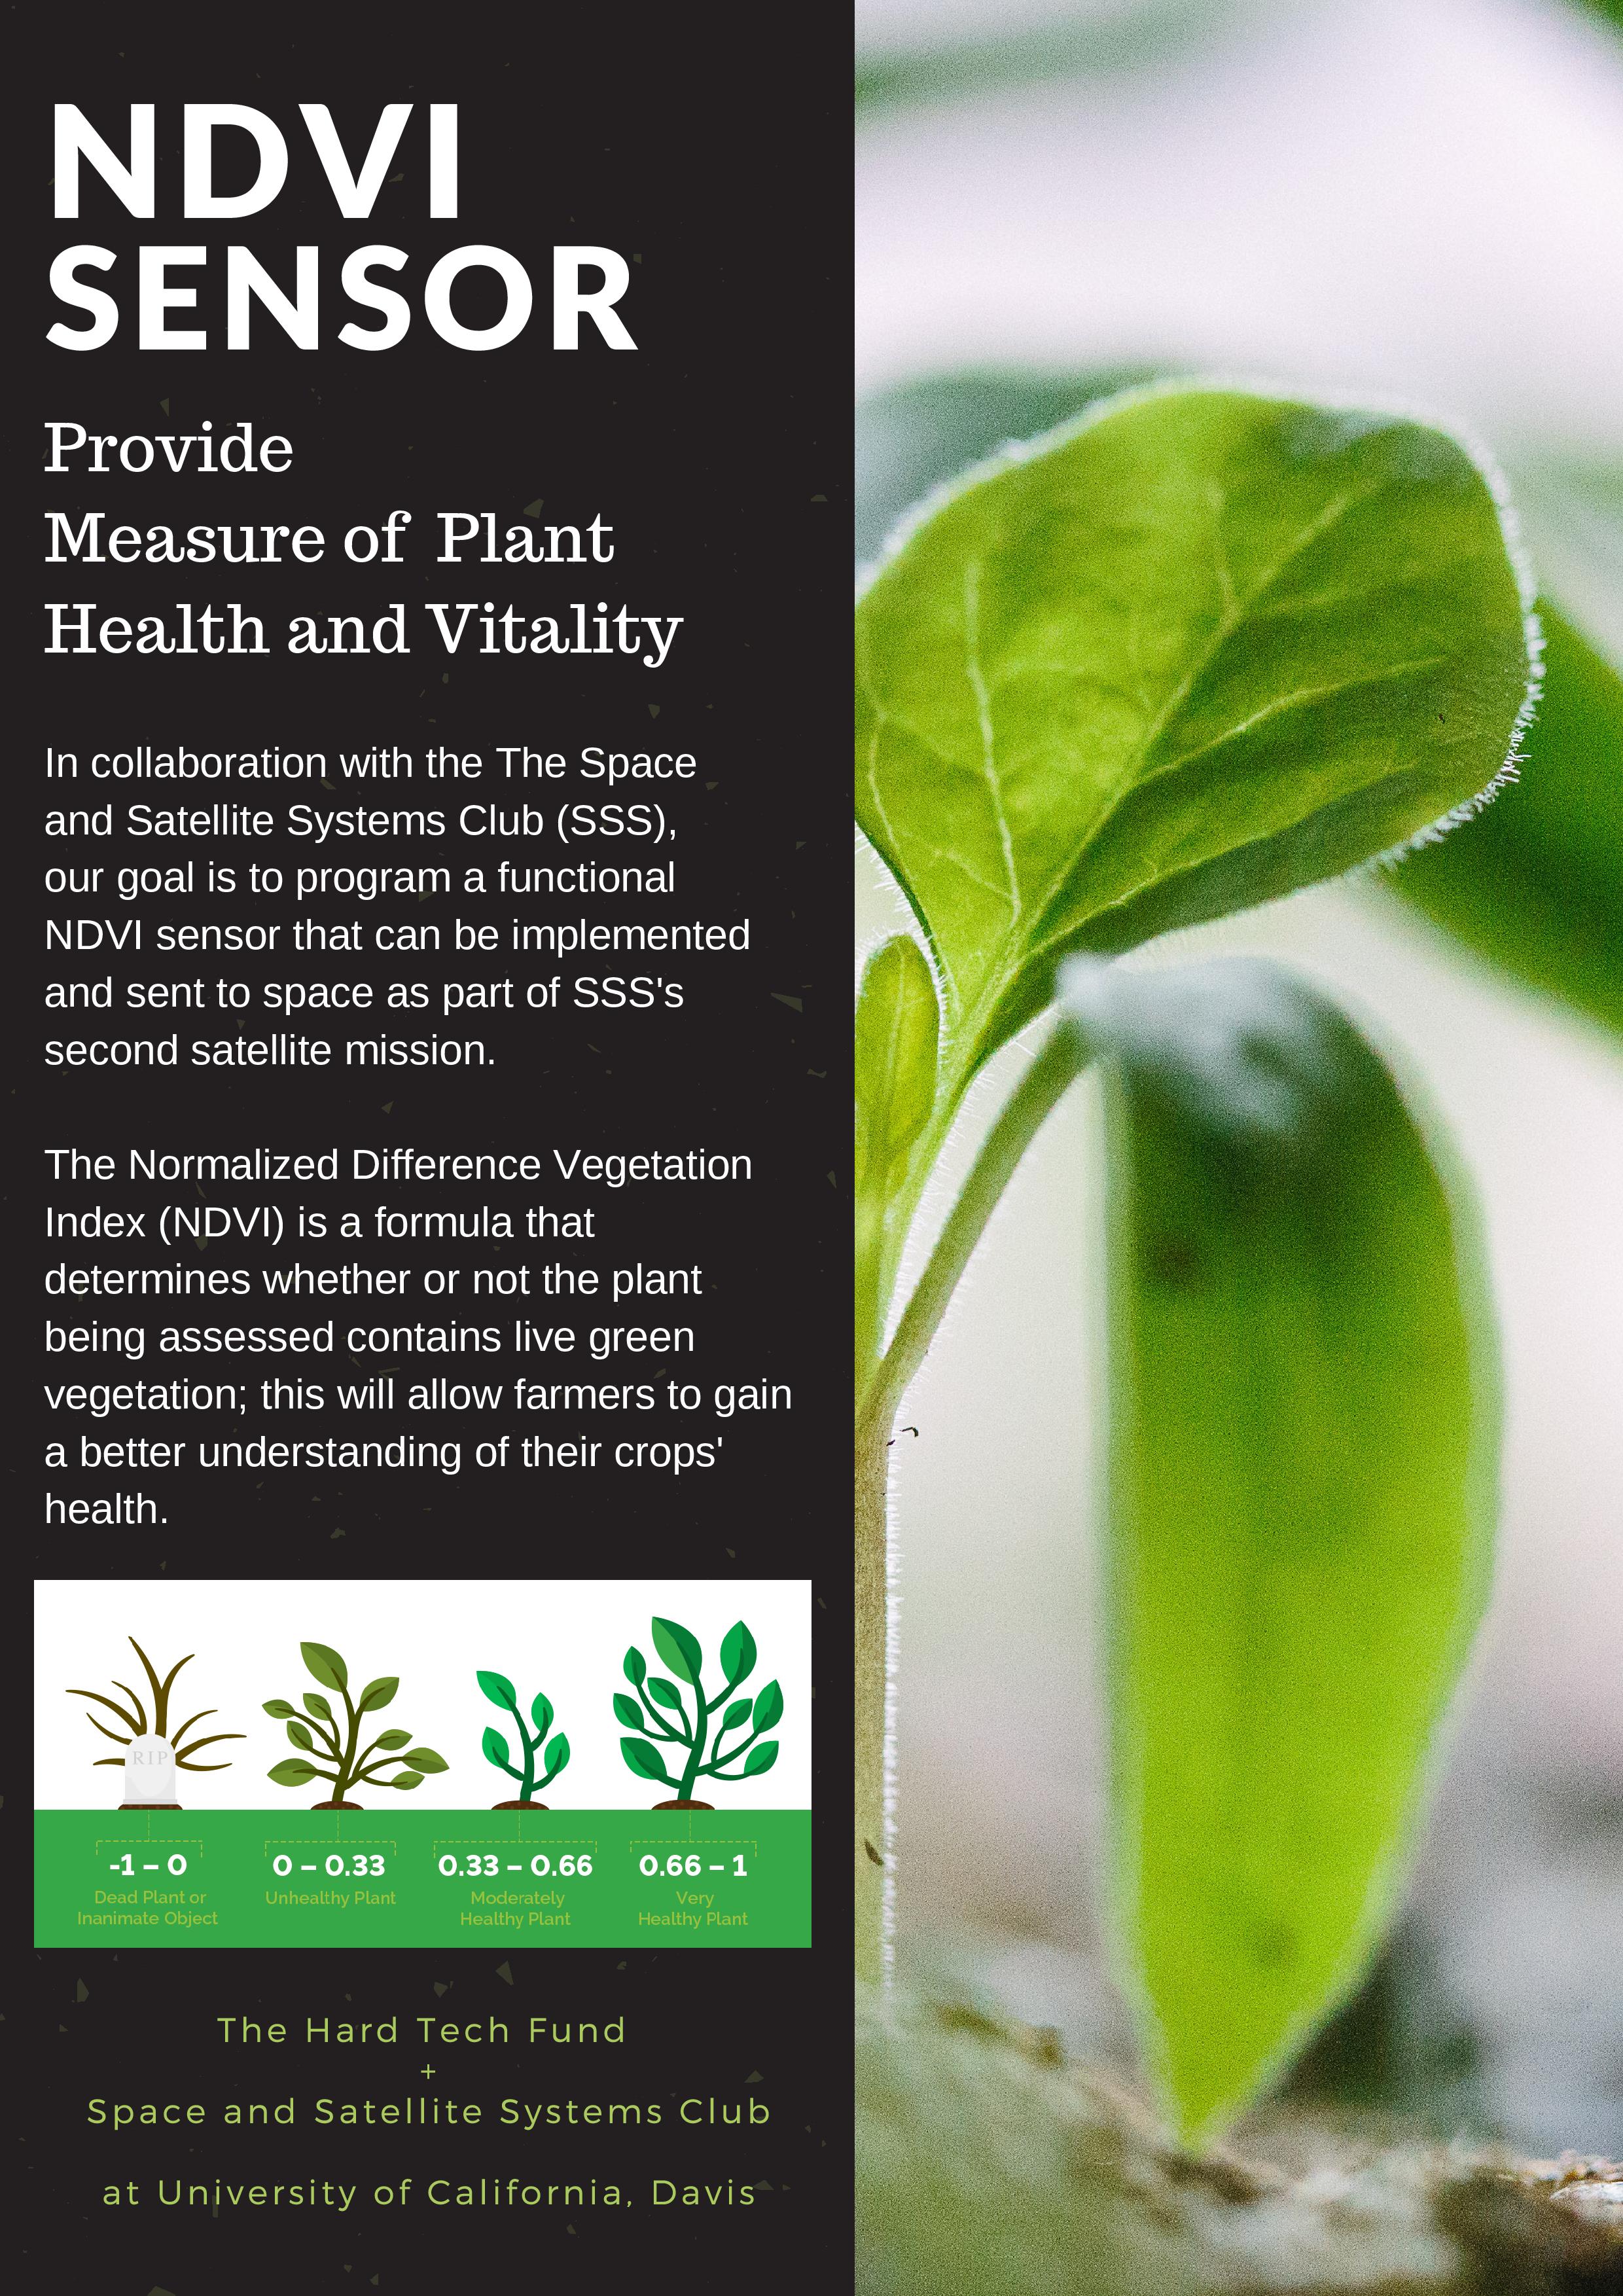 NDVI
SENSOR
Provide
Measure of Plant
Health and Vitality
In collaboration with the The Space
and Satellite Systems Club (SSS),
our goal is to program a functional
NDVI sensor that can be implemented
and sent to space as part of SSS's
second satellite mission.
The Normalized Difference Vegetation
Index (NDVI) is a formula that
determines whether or not the plant
being assessed contains live green
vegetation; this will allow farmers to gain
a better understanding of their crops'
health.
RIP
-1 – 0
Dead Plant or
Inanimate Object
0 – 0.33
Unhealthy Plant
0.33 – 0.66
Moderately
Healthy Plant
0.66 – 1
Very
Healthy Plant
The Hard Tech Fund
+
Space and Satellite Systems Club
at University of California, Davis